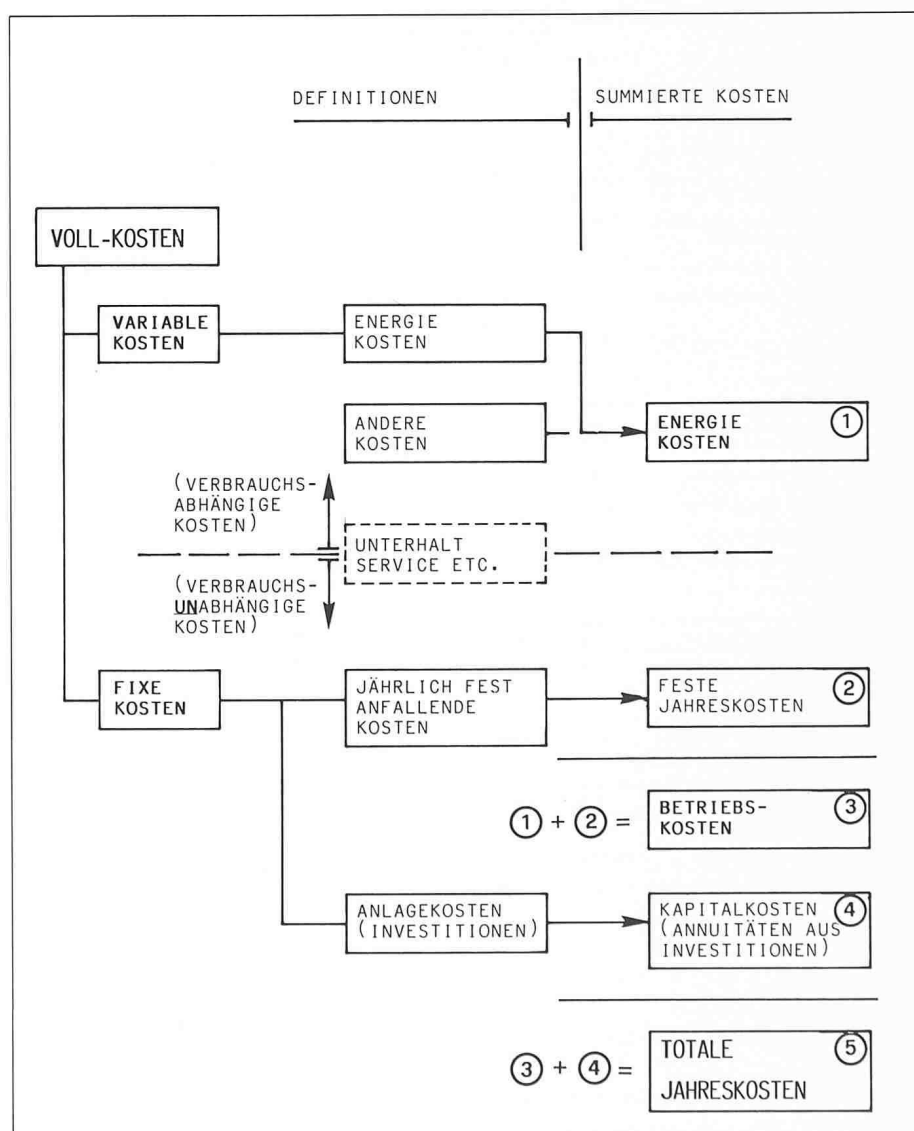 DEFINITIONEN
SUMMIERTE KOSTEN
VOLL-KOSTEN
VARIABLE
KOSTEN
ENERGIE
KOSTEN
ANDERE
KOSTEN
ENERGIE
KOSTEN
1
(VERBRAUCHS-
ABHÄNGIGE
KOSTEN)
UNTERHALT
SERVICE ETC.
(VERBRAUCHS-
UNABHÄNGIGE
KOSTEN)
FIXE
KOSTEN
JÄHRLICH FEST
ANFALLENDE
KOSTEN
FESTE
JAHRESKOSTEN
2
1 + 2 =
BETRIEBS-
KOSTEN
3
ANLAGEKOSTEN
(INVESTITIONEN)
KAPITALKOSTEN
(ANNUITÄTEN AUS
INVESTITIONEN)
4
3 + 4 =
TOTALE
JAHRESKOSTEN
5